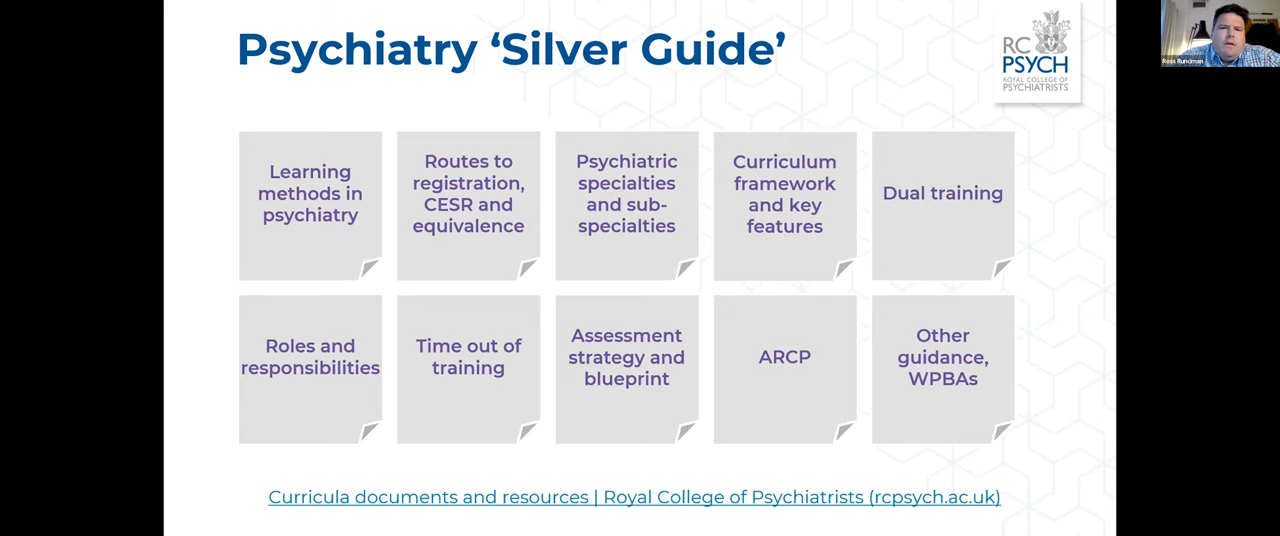 Psychiatry ‘Silver Guide’
RC
PSYCH
ROYAL COLLEGE OF
PSYCHIATRISTS
Ross Runciman
Learning
methods in
psychiatry
Routes to
registration,
CESR and
equivalence
Psychiatric
specialties
and sub-
specialties
Curriculum
framework
and key
features
Dual training
Roles and
responsibilities
Time out of
training
Assessment
strategy and
blueprint
ARCP
Other
guidance,
WPBAs
Curricula documents and resources | Royal College of Psychiatrists (rcpsych.ac.uk)